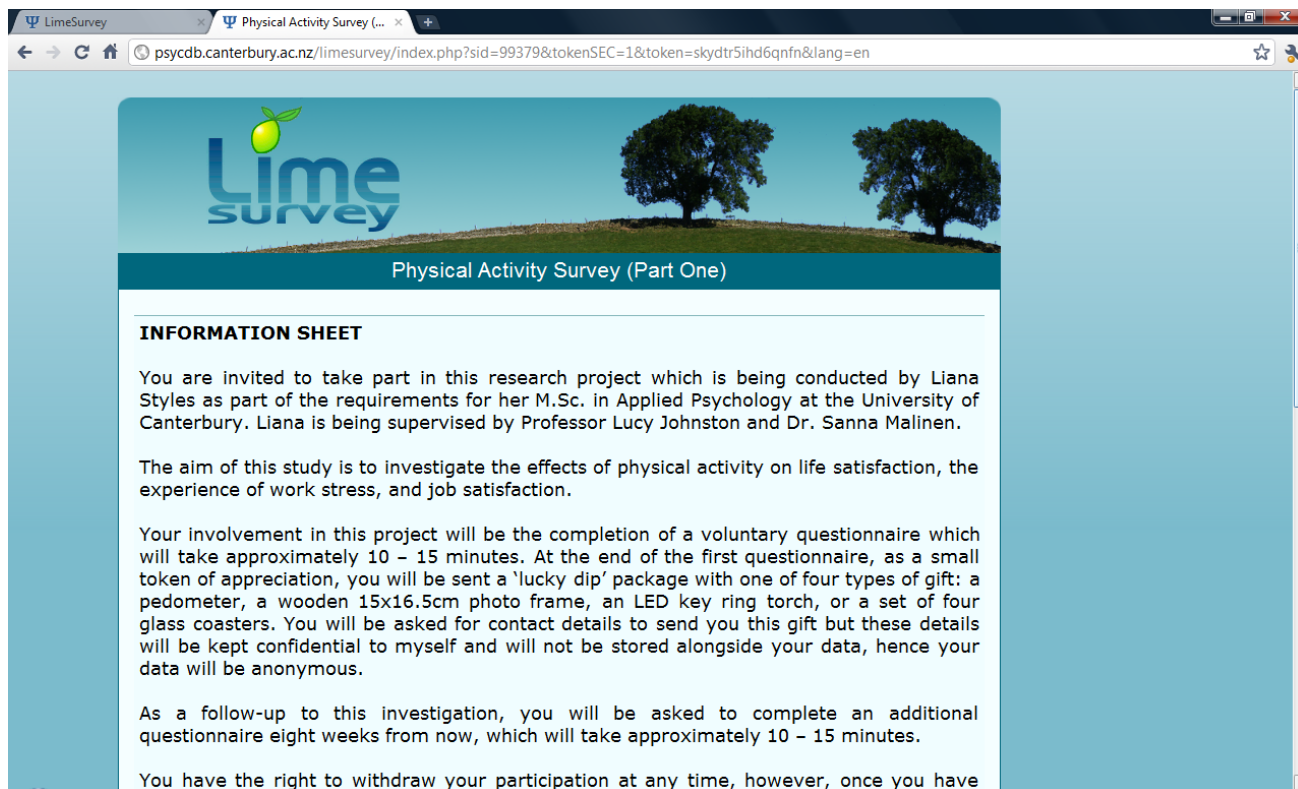 LimeSurvey
Physical Activity Survey (...
psycdb.canterbury.ac.nz/limesurvey/index.php?sid=99379&tokenSEC=1&token=skydtr5ihd6qnfn&lang=en
Lime
survey
Physical Activity Survey (Part One)
INFORMATION SHEET
You are invited to take part in this research project which is being conducted by Liana
Styles as part of the requirements for her M.Sc. in Applied Psychology at the University of
Canterbury. Liana is being supervised by Professor Lucy Johnston and Dr. Sanna Malinen.
The aim of this study is to investigate the effects of physical activity on life satisfaction, the
experience of work stress, and job satisfaction.
Your involvement in this project will be the completion of a voluntary questionnaire which
will take approximately 10 – 15 minutes. At the end of the first questionnaire, as a small
token of appreciation, you will be sent a ‘lucky dip’ package with one of four types of gift: a
pedometer, a wooden 15x16.5cm photo frame, an LED key ring torch, or a set of four
glass coasters. You will be asked for contact details to send you this gift but these details
will be kept confidential to myself and will not be stored alongside your data, hence your
data will be anonymous.
As a follow-up to this investigation, you will be asked to complete an additional
questionnaire eight weeks from now, which will take approximately 10 – 15 minutes.
You have the right to withdraw your participation at any time, however, once you have